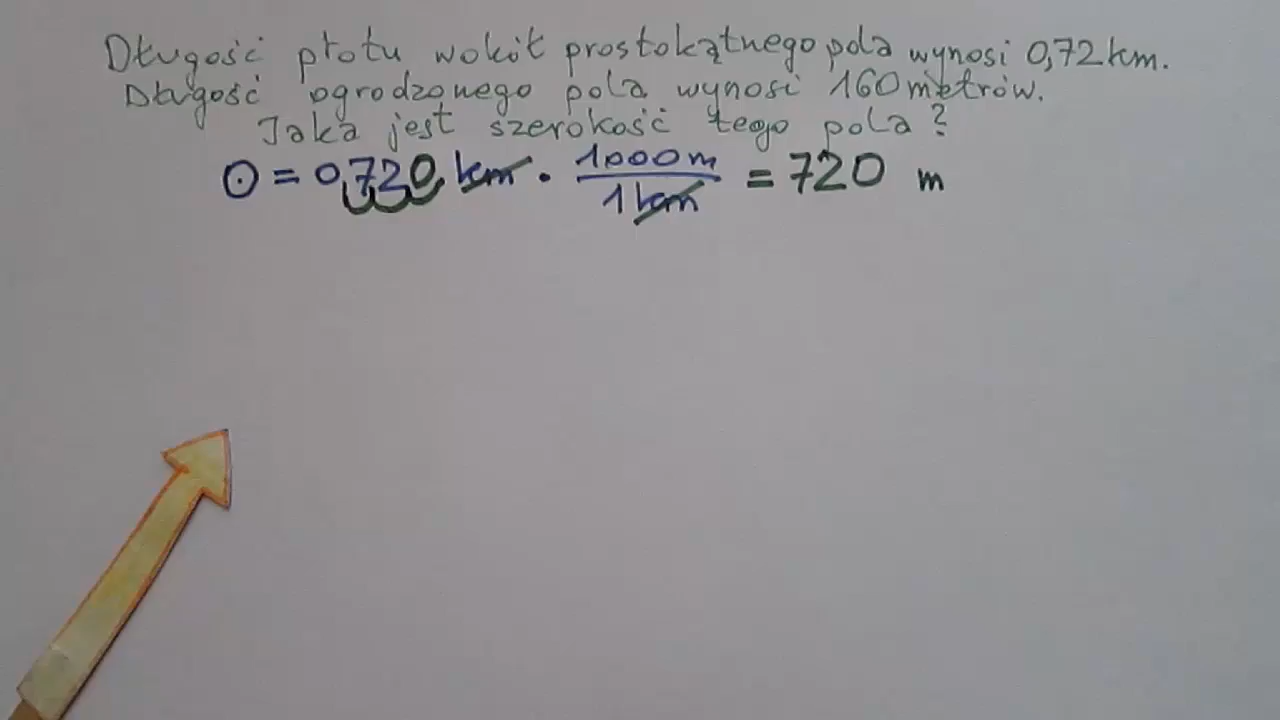 Długość płotu wokół prostokątnego pola wynosi 0,72 km.
Długość ogrodzonego pola wynosi 160 metrów.
Jaka jest szerokość tego pola?
O = 0,720 km · 1000m / 1 km = 720 m